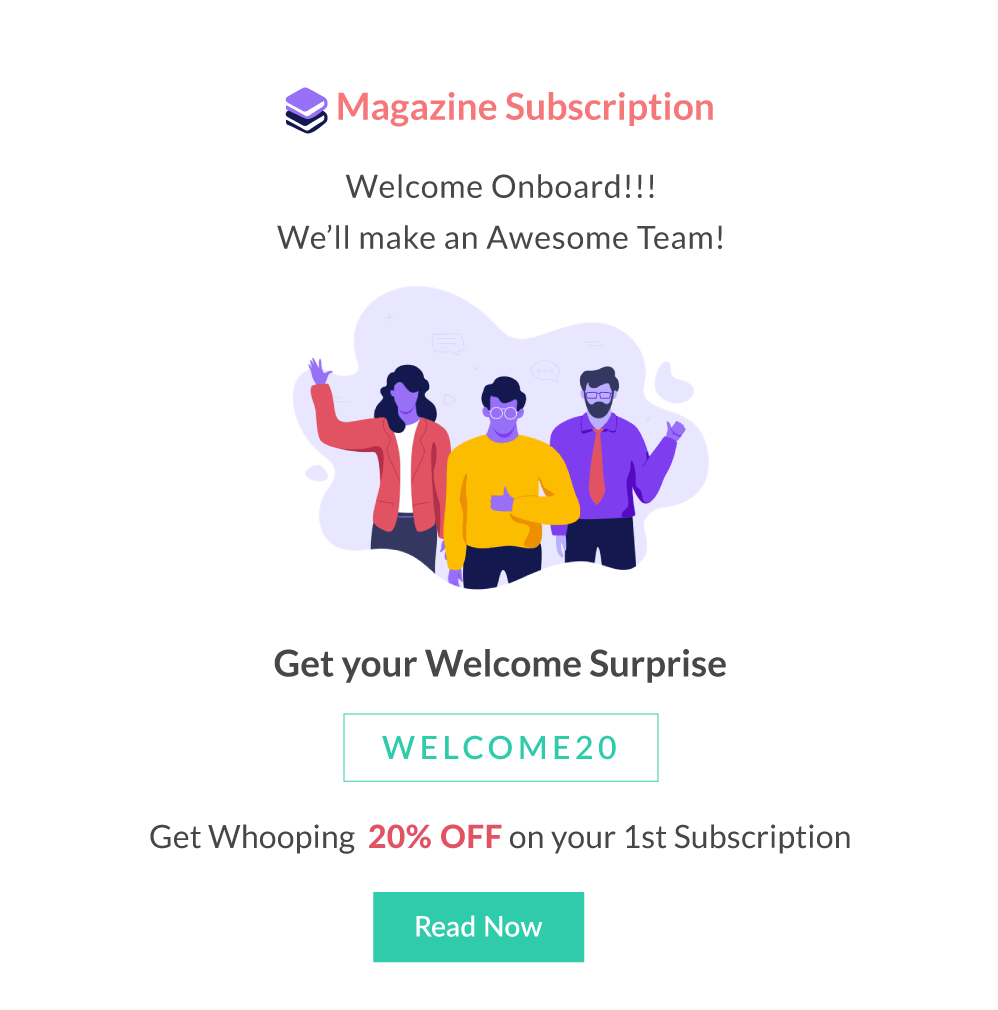 Magazine Subscription
Welcome Onboard!!!
We’ll make an Awesome Team!
Get your Welcome Surprise
WELCOME20
Get Whooping 20% OFF on your 1st Subscription
Read Now